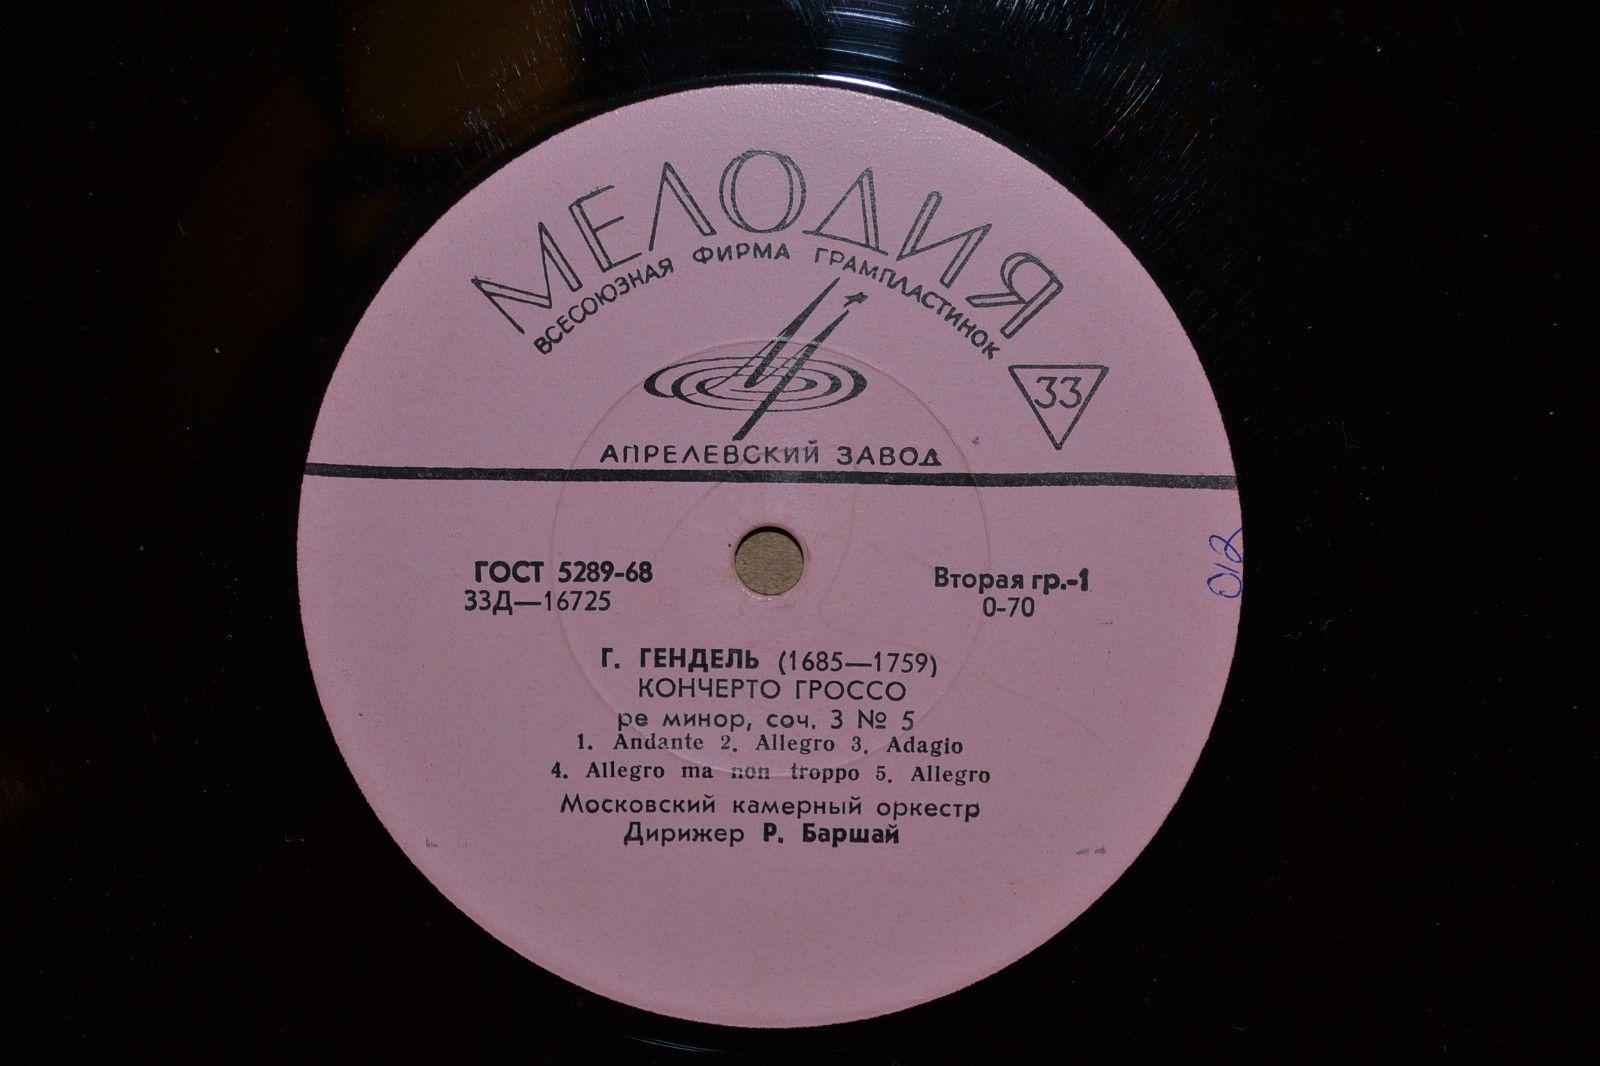 МЕЛОДИЯ
ВСЕСОЮЗНАЯ ФИРМА ГРАМПЛАСТИНОК
33
АПРЕЛЕВСКИЙ ЗАВОД
ГОСТ 5289-68
33Д—16725
Вторая гр.-1
0-70
Г. ГЕНДЕЛЬ (1685—1759)
КОНЧЕРТО ГРОССО
ре минор, соч. 3 № 5
1. Andante 2. Allegro 3. Adagio
4. Allegro ma non troppo 5. Allegro
Московский камерный оркестр
Дирижер Р. Баршай